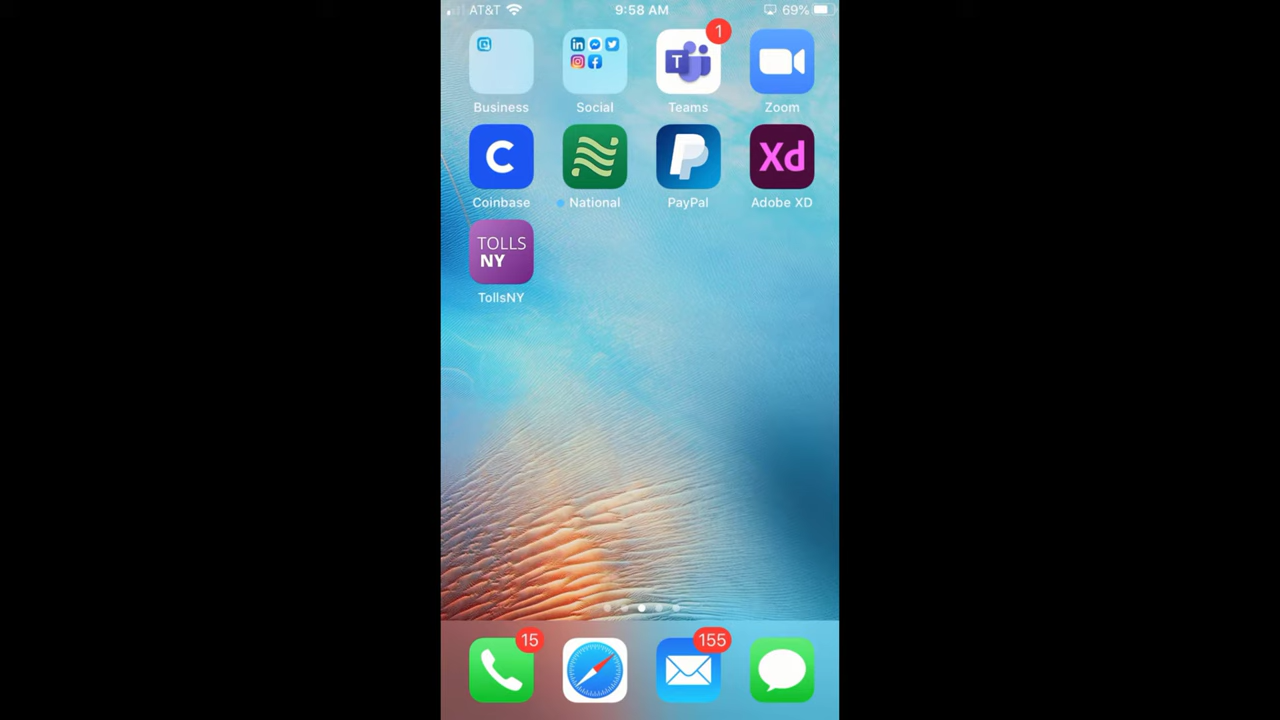 AT&T 9:58 AM 69%
1
T
Business Social Teams Zoom
C P Xd
Coinbase National PayPal Adobe XD
TOLLS
NY
TollsNY
15 155